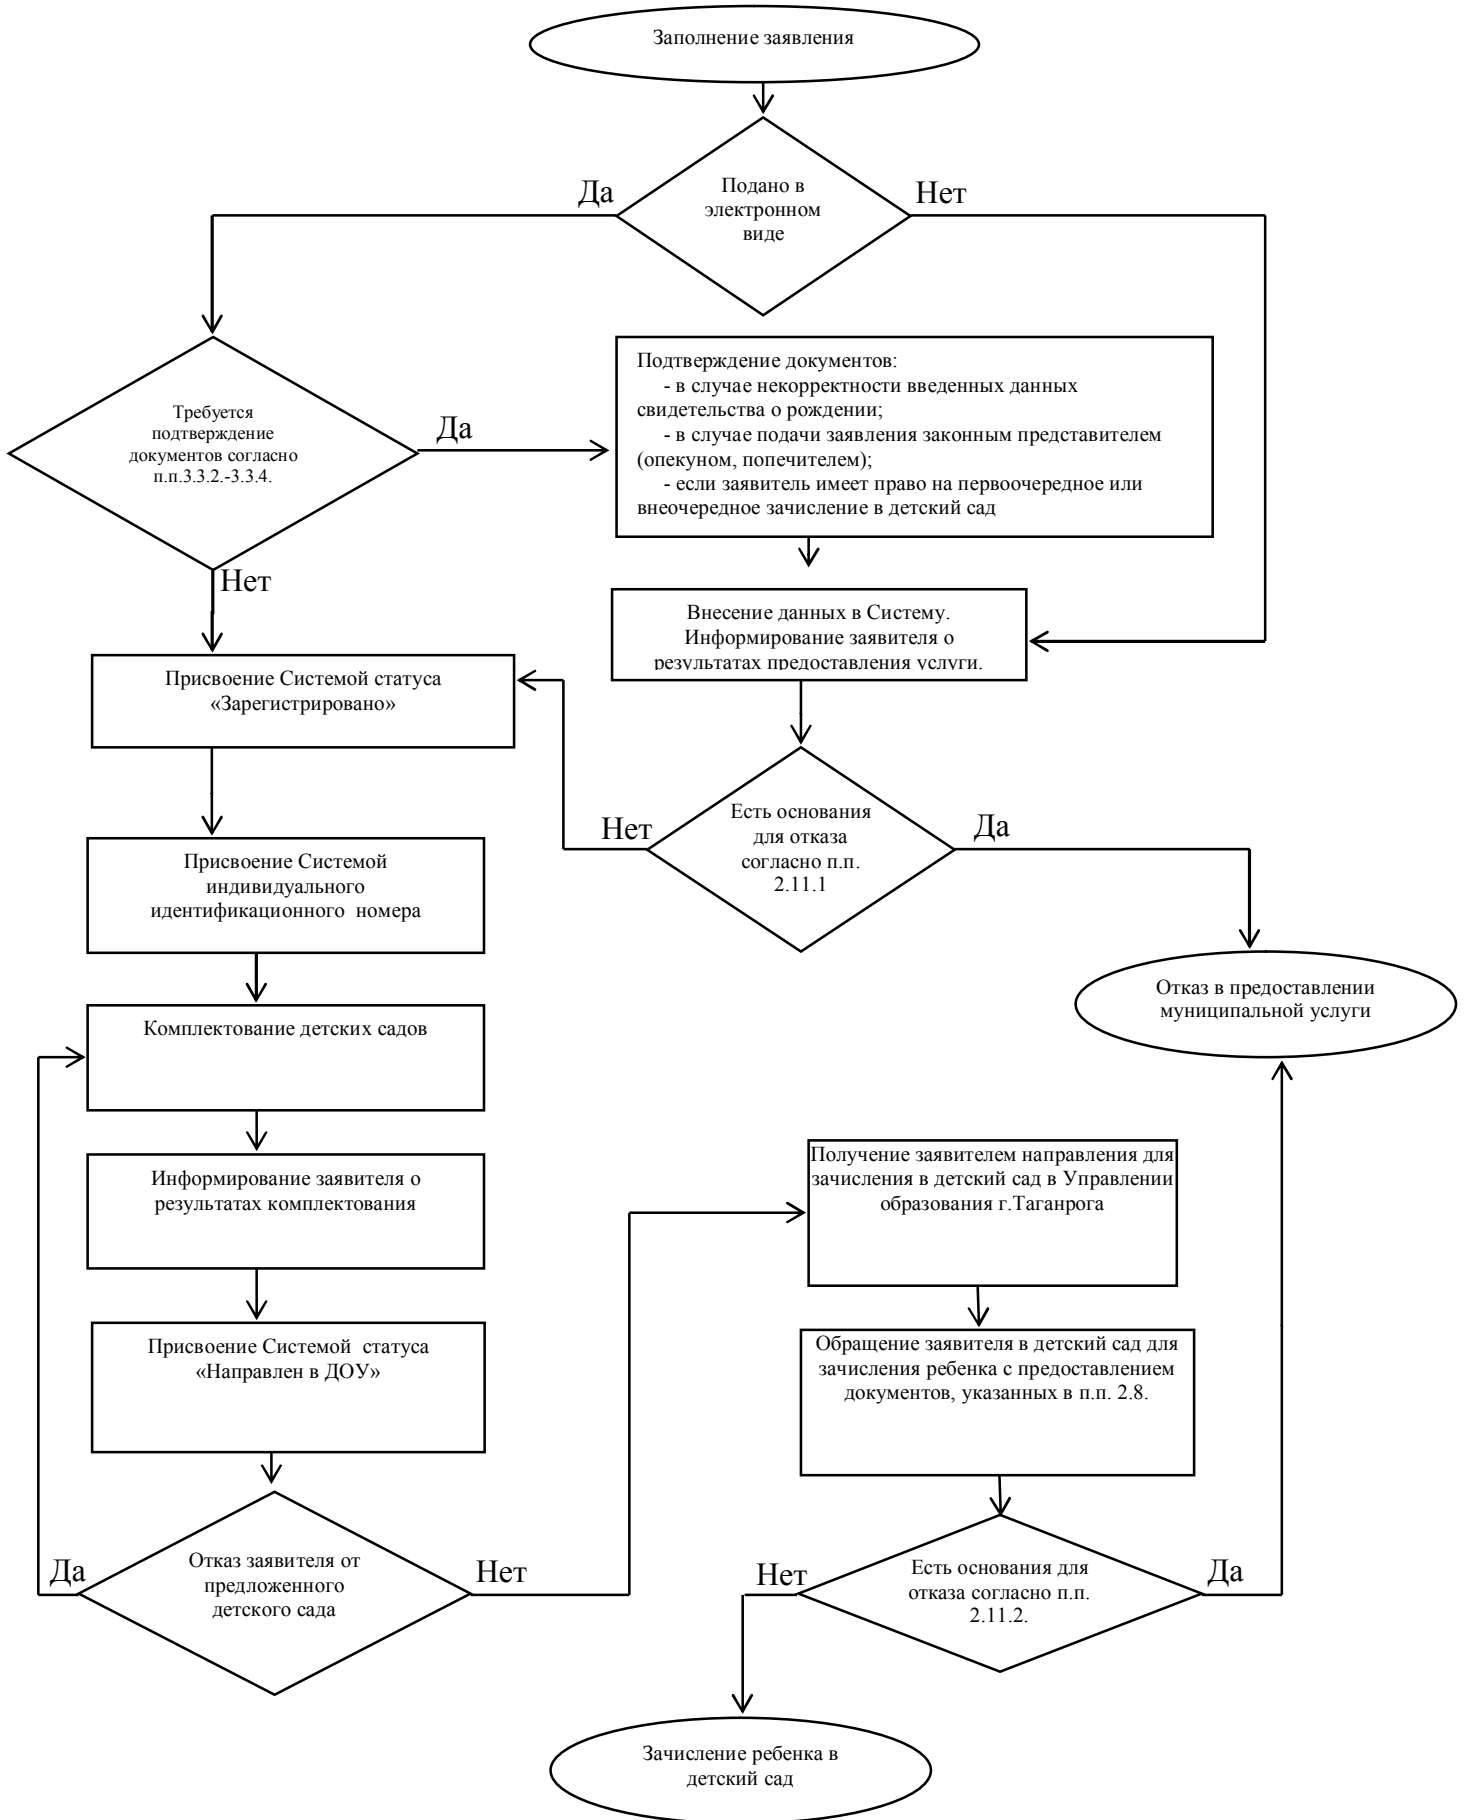 Заполнение заявления
Да
Подано в
электронном
виде
Нет
Требуется
подтверждение
документов согласно
п.п.3.3.2.-3.3.4.
Да
Подтверждение документов:
- в случае некорректности введенных данных
свидетельства о рождении;
- в случае подачи заявления законным представителем
(опекуном, попечителем);
- если заявитель имеет право на первоочередное или
внеочередное зачисление в детский сад
Нет
Внесение данных в Систему.
Информирование заявителя о
результатах предоставления услуги.
Присвоение Системой статуса
«Зарегистрировано»
Нет
Есть основания
для отказа
согласно п.п.
2.11.1
Да
Присвоение Системой
индивидуального
идентификационного  номера
Отказ в предоставлении
муниципальной услуги
Комплектование детских садов
Информирование заявителя о
результатах комплектования
Получение заявителем направления для
зачисления в детский сад в Управлении
образования г.Таганрога
Присвоение Системой  статуса
«Направлен в ДОУ»
Обращение заявителя в детский сад для
зачисления ребенка с предоставлением
документов, указанных в п.п. 2.8.
Да
Отказ заявителя от
предложенного
детского сада
Нет
Нет
Есть основания для
отказа согласно п.п.
2.11.2.
Да
Зачисление ребенка в
детский сад